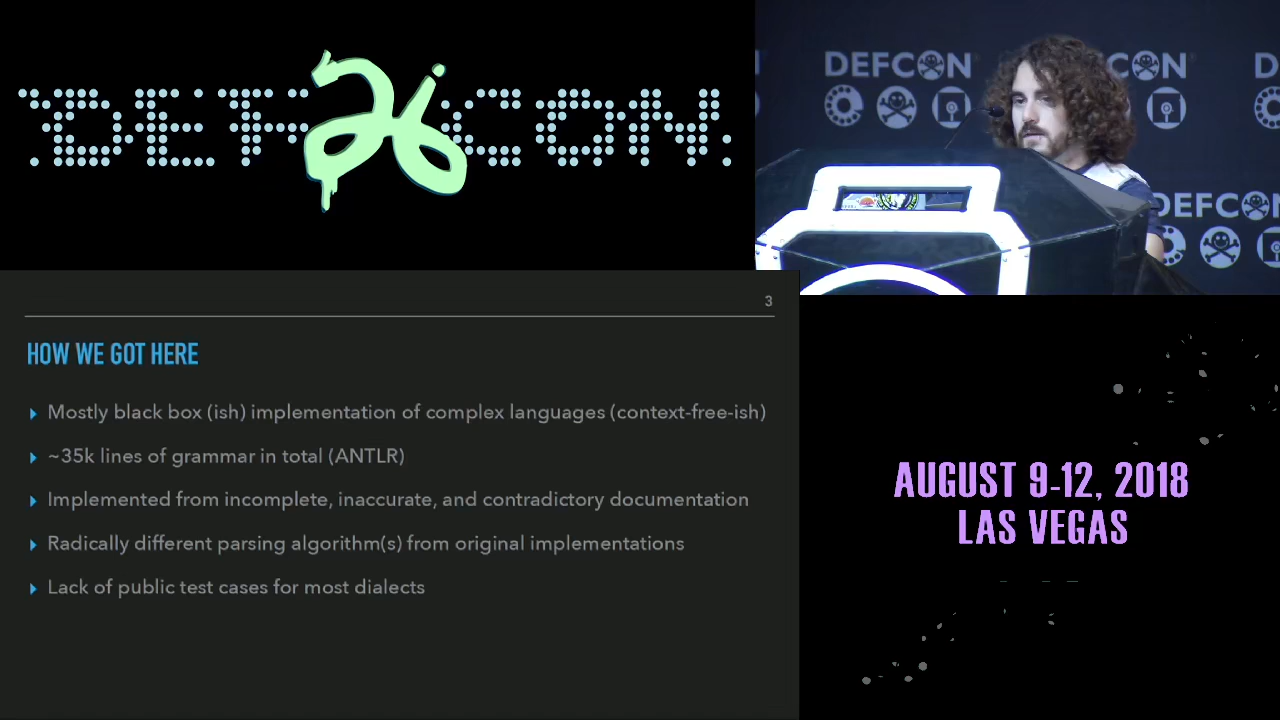 DEF 26 CON
DEFCON
CON
DEFCON
3
HOW WE GOT HERE
Mostly black box (ish) implementation of complex languages (context-free-ish)
~35k lines of grammar in total (ANTLR)
Implemented from incomplete, inaccurate, and contradictory documentation
Radically different parsing algorithm(s) from original implementations
Lack of public test cases for most dialects
AUGUST 9-12, 2018
LAS VEGAS